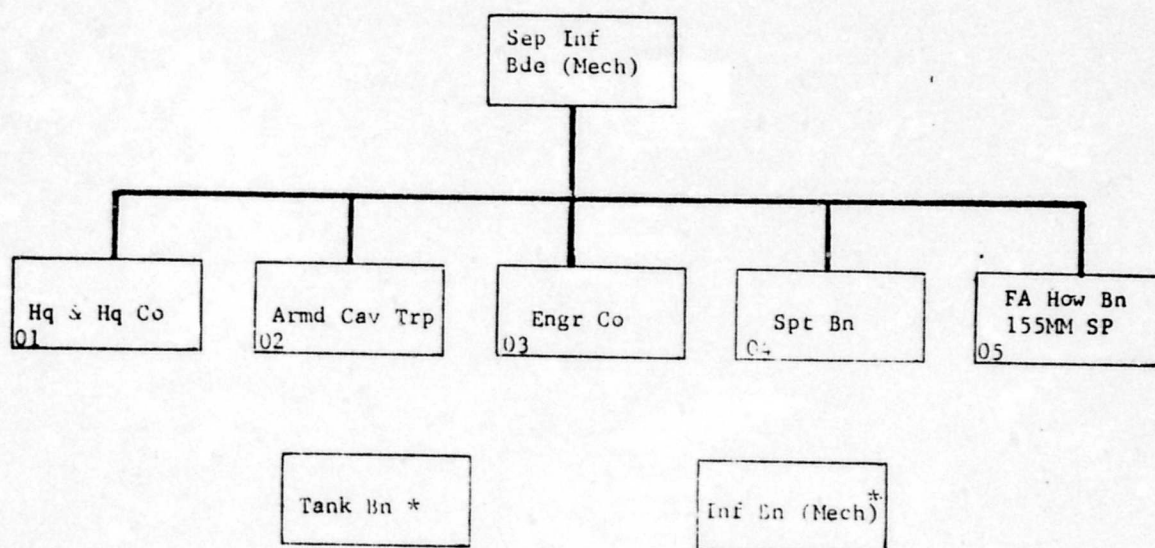 Sep Inf
Bde (Mech)
Hq & Hq Co
01
Armd Cav Trp
02
Engr Co
03
Spt Bn
04
FA How Bn
155MM SP
05
Tank Bn *
Inf Bn (Mech)*